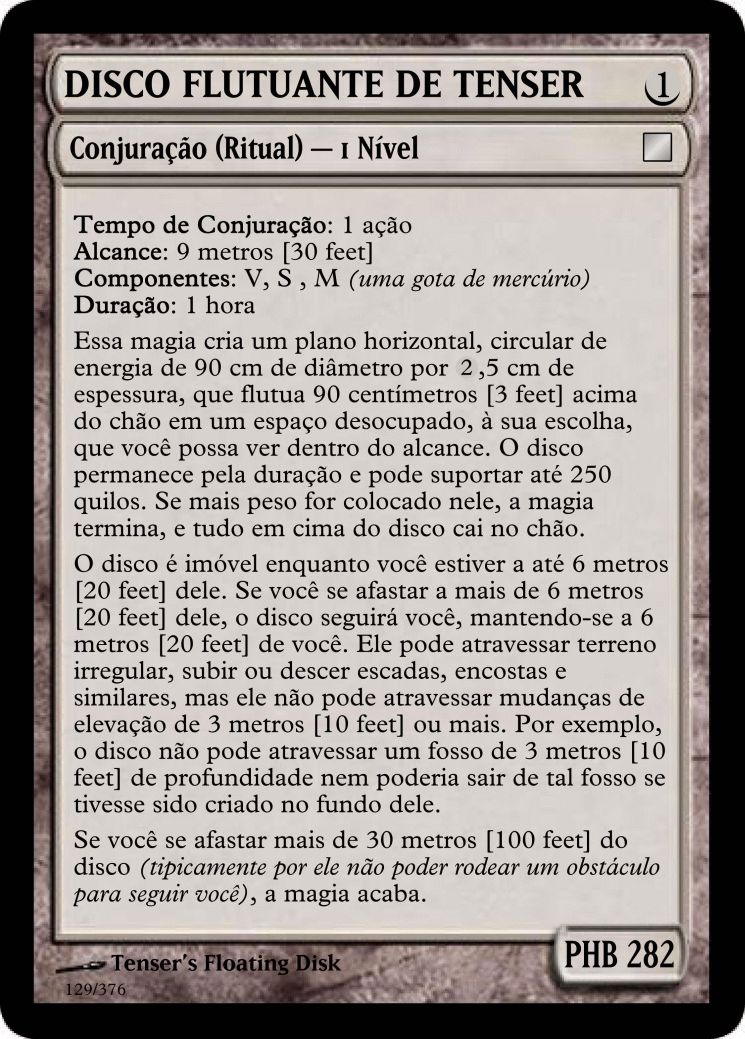 DISCO FLUTUANTE DE TENSER 1
Conjuração (Ritual) — 1 Nível
Tempo de Conjuração: 1 ação
Alcance: 9 metros [30 feet]
Componentes: V, S , M (uma gota de mercúrio)
Duração: 1 hora
Essa magia cria um plano horizontal, circular de
energia de 90 cm de diâmetro por 2,5 cm de
espessura, que flutua 90 centímetros [3 feet] acima
do chão em um espaço desocupado, à sua escolha,
que você possa ver dentro do alcance. O disco
permanece pela duração e pode suportar até 250
quilos. Se mais peso for colocado nele, a magia
termina, e tudo em cima do disco cai no chão.
O disco é imóvel enquanto você estiver a até 6 metros
[20 feet] dele. Se você se afastar a mais de 6 metros
[20 feet] dele, o disco seguirá você, mantendo-se a 6
metros [20 feet] de você. Ele pode atravessar terreno
irregular, subir ou descer escadas, encostas e
similares, mas ele não pode atravessar mudanças de
elevação de 3 metros [10 feet] ou mais. Por exemplo,
o disco não pode atravessar um fosso de 3 metros [10
feet] de profundidade nem poderia sair de tal fosso se
tivesse sido criado no fundo dele.
Se você se afastar mais de 30 metros [100 feet] do
disco (tipicamente por ele não poder rodear um obstáculo
para seguir você), a magia acaba.
PHB 282
Tenser's Floating Disk
129/376